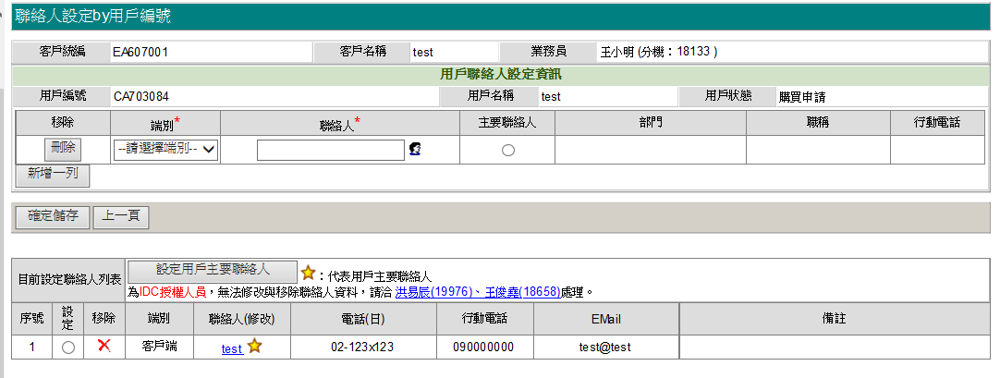 聯絡人設定by用戶編號
客戶統編 EA607001 客戶名稱 test 業務員 王小明 (分機：18133 )
用戶聯絡人設定資訊
用戶編號 CA703084 用戶名稱 test 用戶狀態 購買申請
移除 端別* 聯絡人* 主要聯絡人 部門 職稱 行動電話
刪除 --請選擇端別--
新增一列
確定儲存 上一頁
目前設定聯絡人列表 設定用戶主要聯絡人 ：代表用戶主要聯絡人
為IDC授權人員，無法修改與移除聯絡人資料，請洽 洪易辰(19976)、王俊堯(18658)處理。
序號 設定 移除 端別 聯絡人(修改) 電話(日) 行動電話 EMail 備註
1 客戶端 test 02-123x123 090000000 test@test